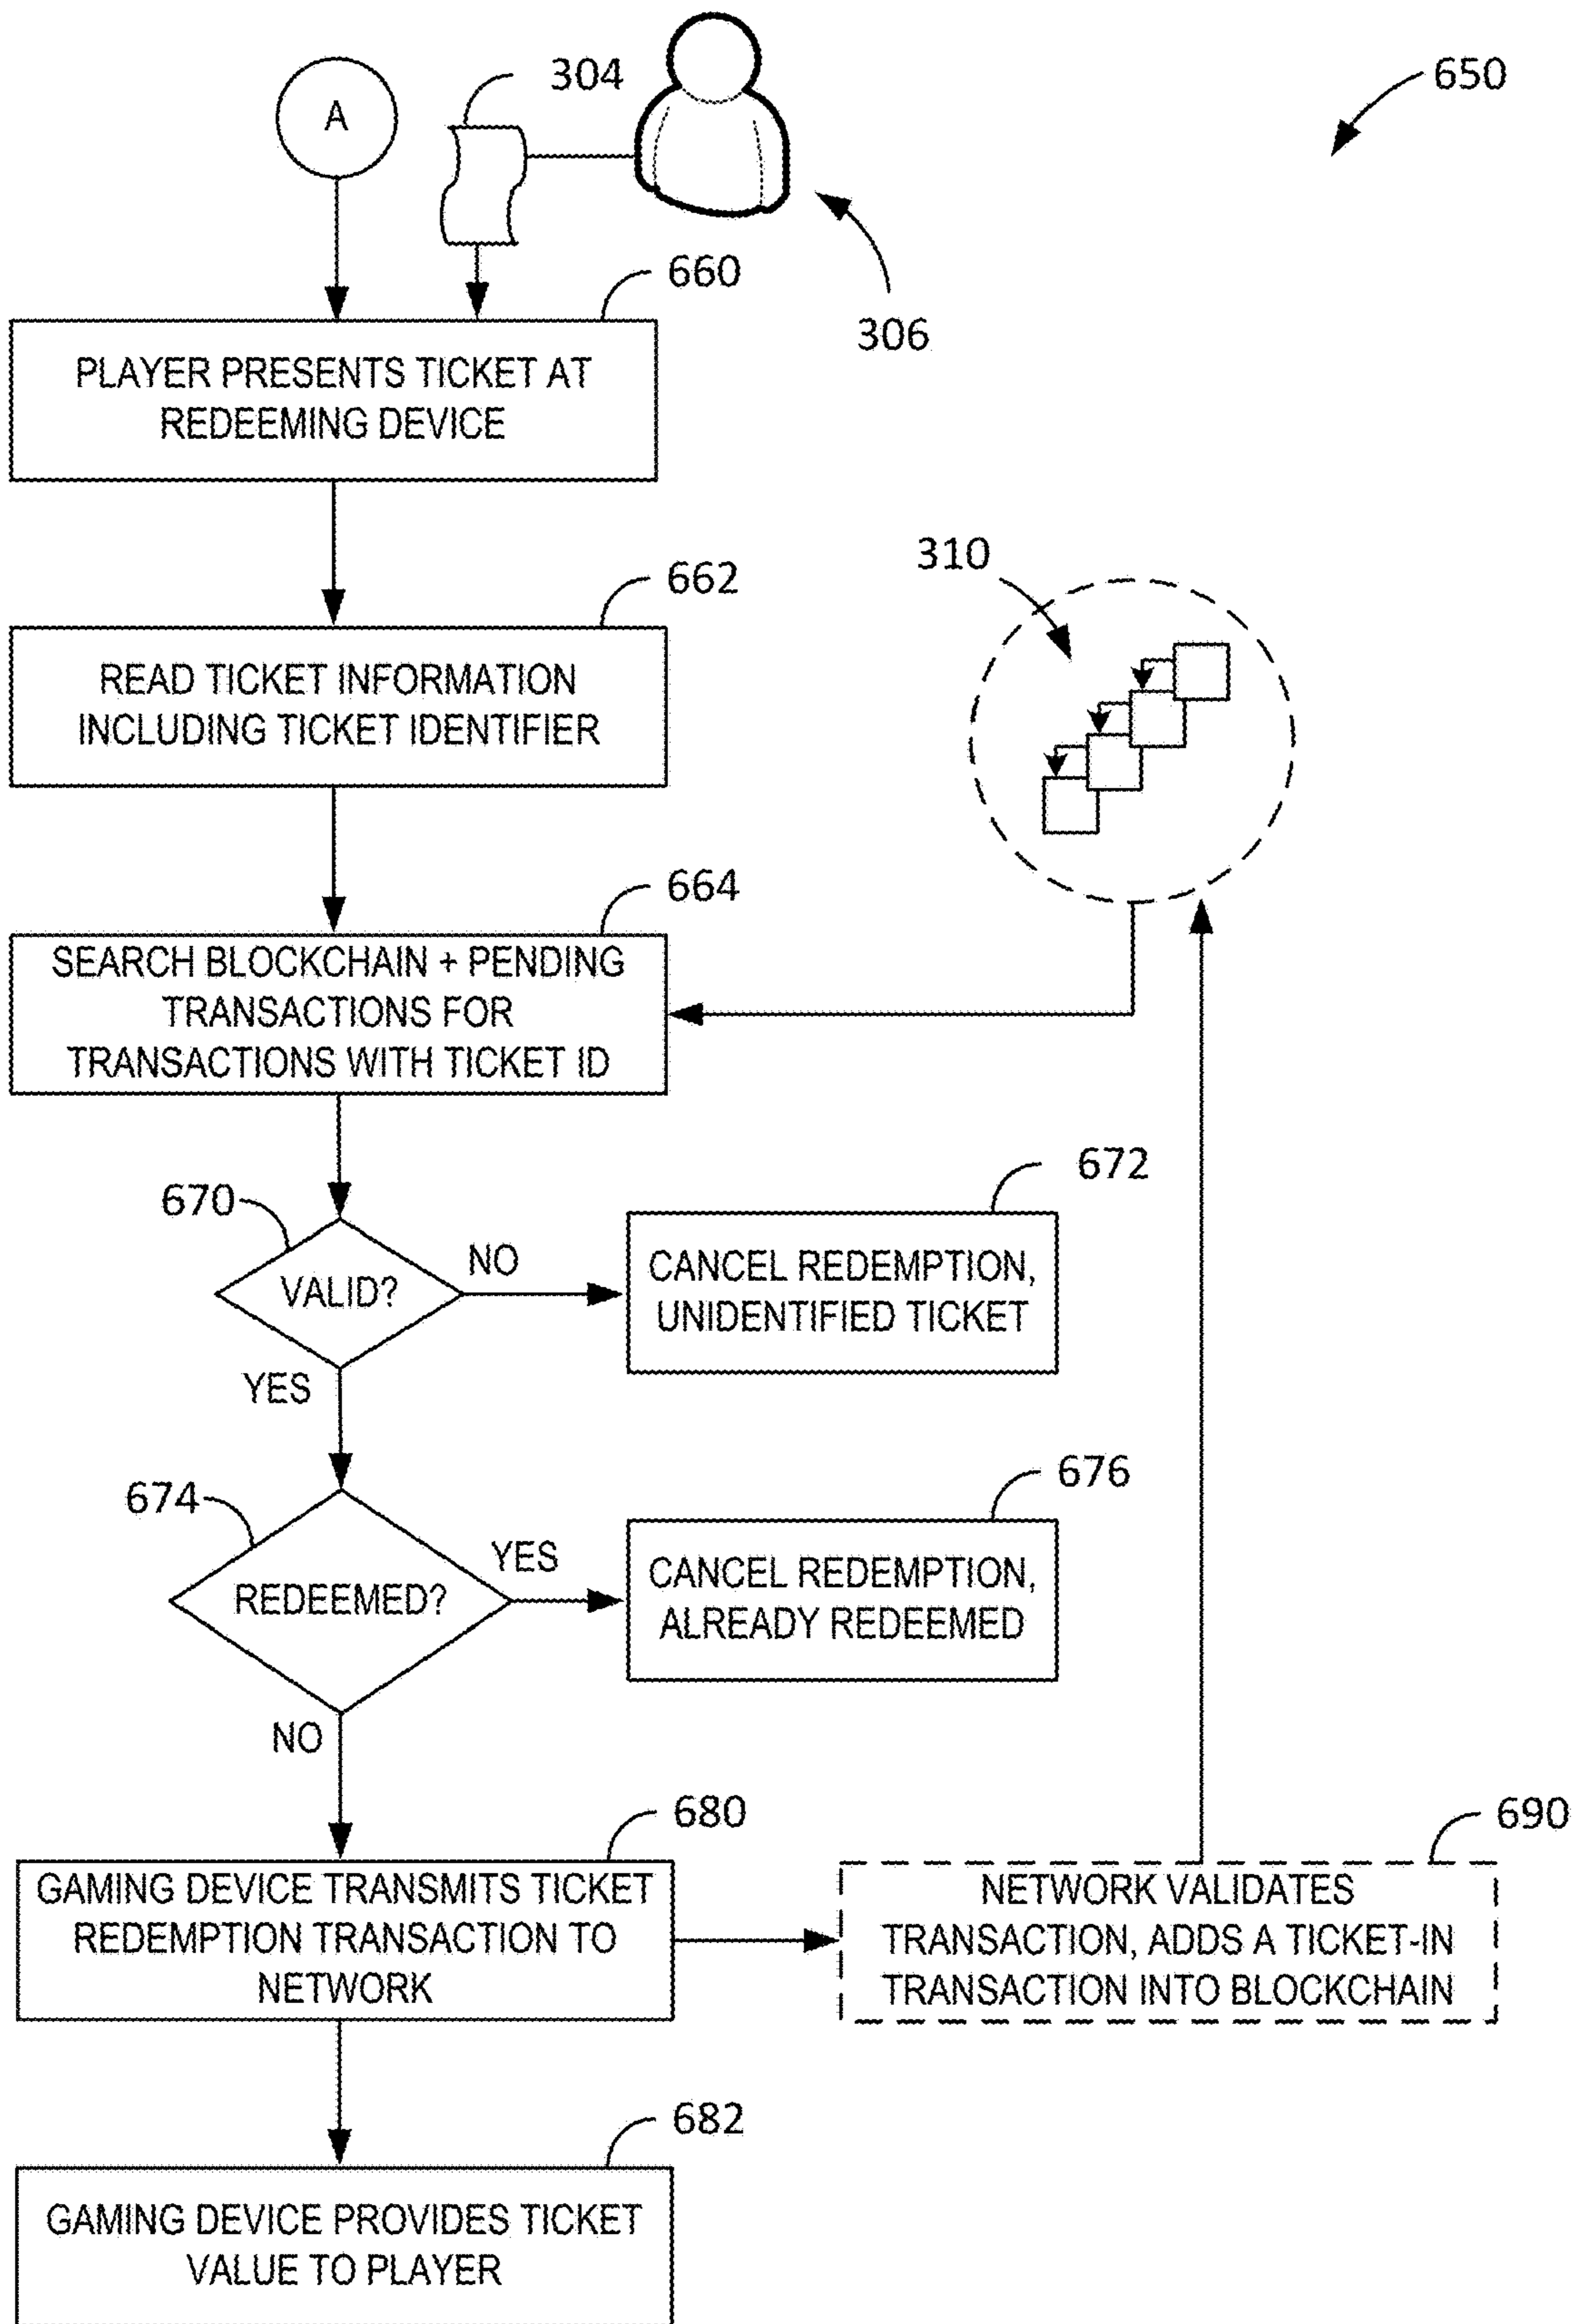 A
304
650
306
660
PLAYER PRESENTS TICKET AT
REDEEMING DEVICE
662
READ TICKET INFORMATION
INCLUDING TICKET IDENTIFIER
310
664
SEARCH BLOCKCHAIN + PENDING
TRANSACTIONS FOR
TRANSACTIONS WITH TICKET ID
670
VALID?
NO
672
CANCEL REDEMPTION,
UNIDENTIFIED TICKET
YES
674
REDEEMED?
YES
676
CANCEL REDEMPTION,
ALREADY REDEEMED
NO
680
GAMING DEVICE TRANSMITS TICKET
REDEMPTION TRANSACTION TO
NETWORK
690
NETWORK VALIDATES
TRANSACTION, ADDS A TICKET-IN
TRANSACTION INTO BLOCKCHAIN
682
GAMING DEVICE PROVIDES TICKET
VALUE TO PLAYER